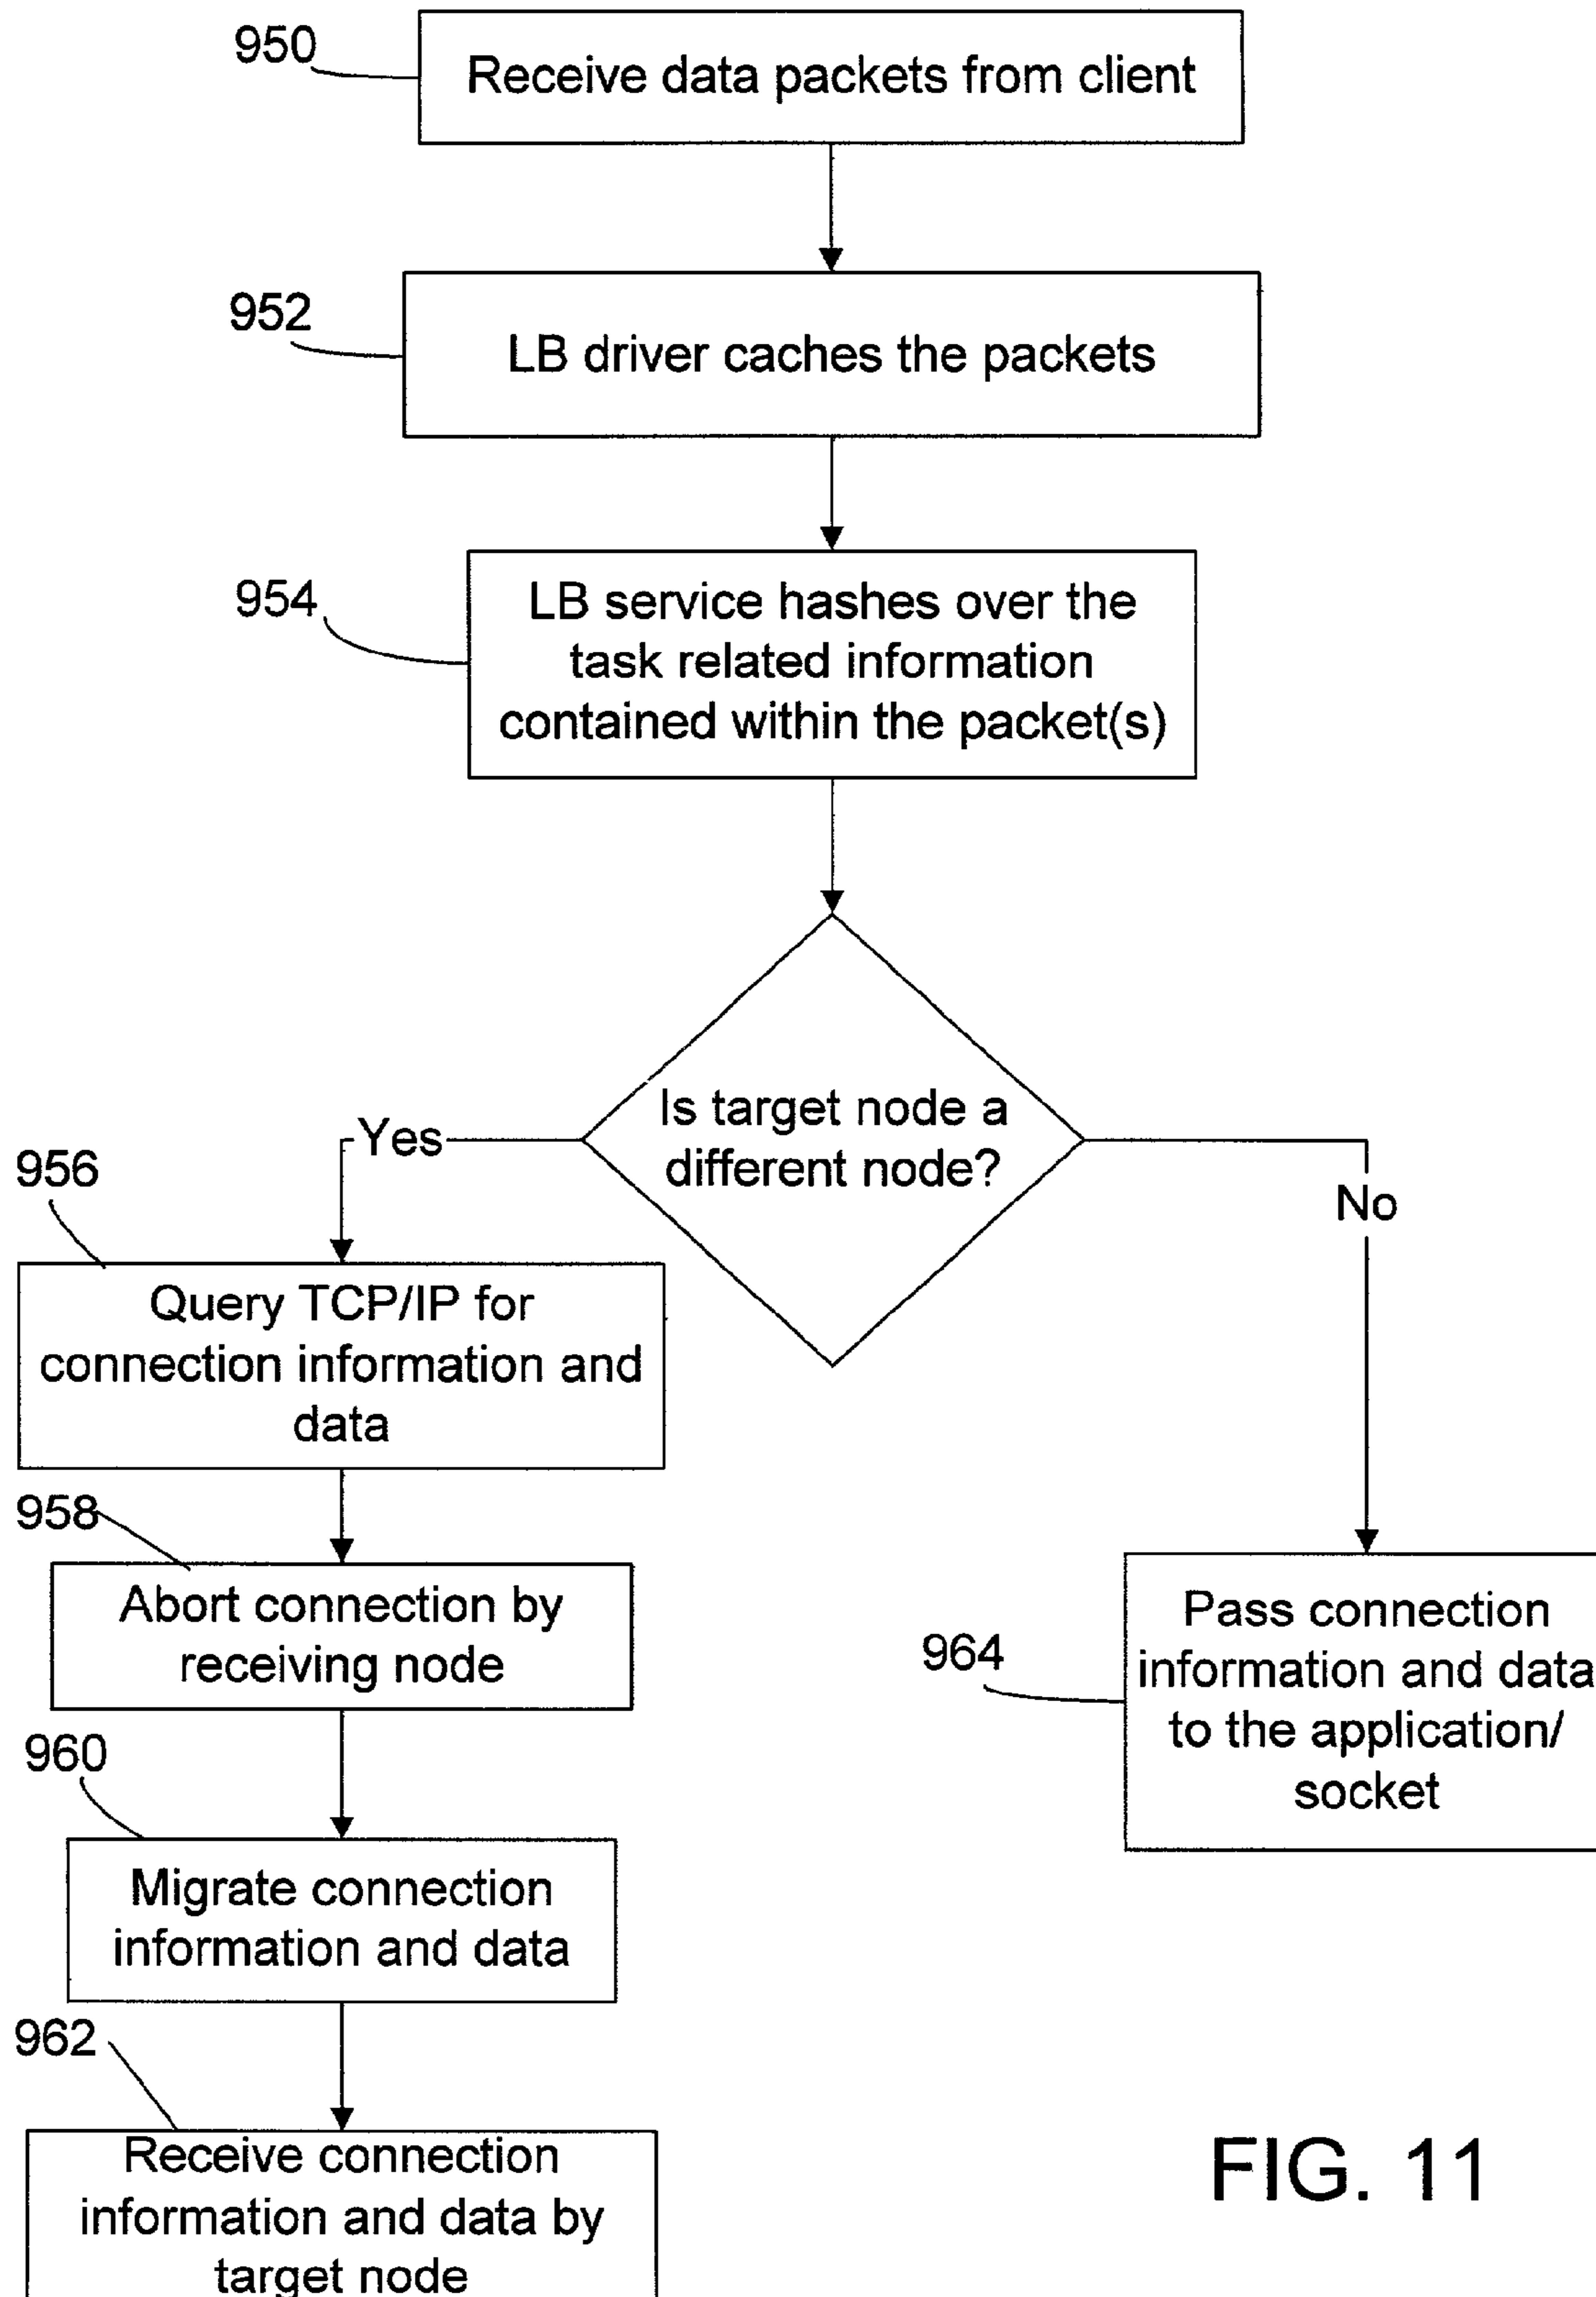 950
Receive data packets from client
952
LB driver caches the packets
954
LB service hashes over the
task related information
contained within the packet(s)
Is target node a
different node?
Yes
No
956
Query TCP/IP for
connection information and
data
958
Abort connection by
receiving node
960
Migrate connection
information and data
962
Receive connection
information and data by
target node
964
Pass connection
information and data
to the application/
socket
FIG. 11